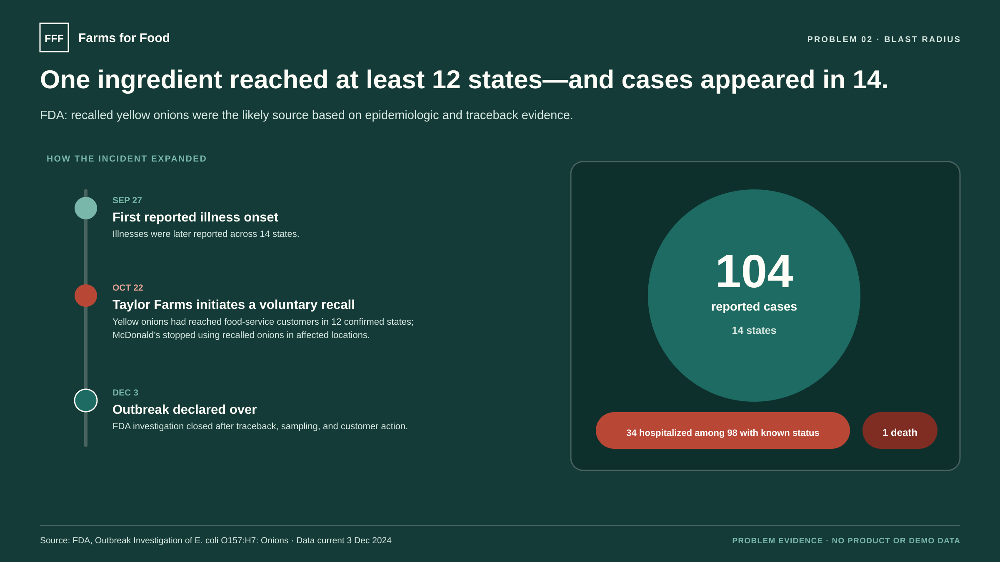 FFF
Farms for Food
PROBLEM 02 · BLAST RADIUS
One ingredient reached at least 12 states—and cases appeared in 14.
FDA: recalled yellow onions were the likely source based on epidemiologic and traceback evidence.
HOW THE INCIDENT EXPANDED
SEP 27
First reported illness onset
Illnesses were later reported across 14 states.
OCT 22
Taylor Farms initiates a voluntary recall
Yellow onions had reached food-service customers in 12 confirmed states;
McDonald’s stopped using recalled onions in affected locations.
DEC 3
Outbreak declared over
FDA investigation closed after traceback, sampling, and customer action.
104
reported cases
14 states
34 hospitalized among 98 with known status
1 death
Source: FDA, Outbreak Investigation of E. coli O157:H7: Onions · Data current 3 Dec 2024
PROBLEM EVIDENCE · NO PRODUCT OR DEMO DATA